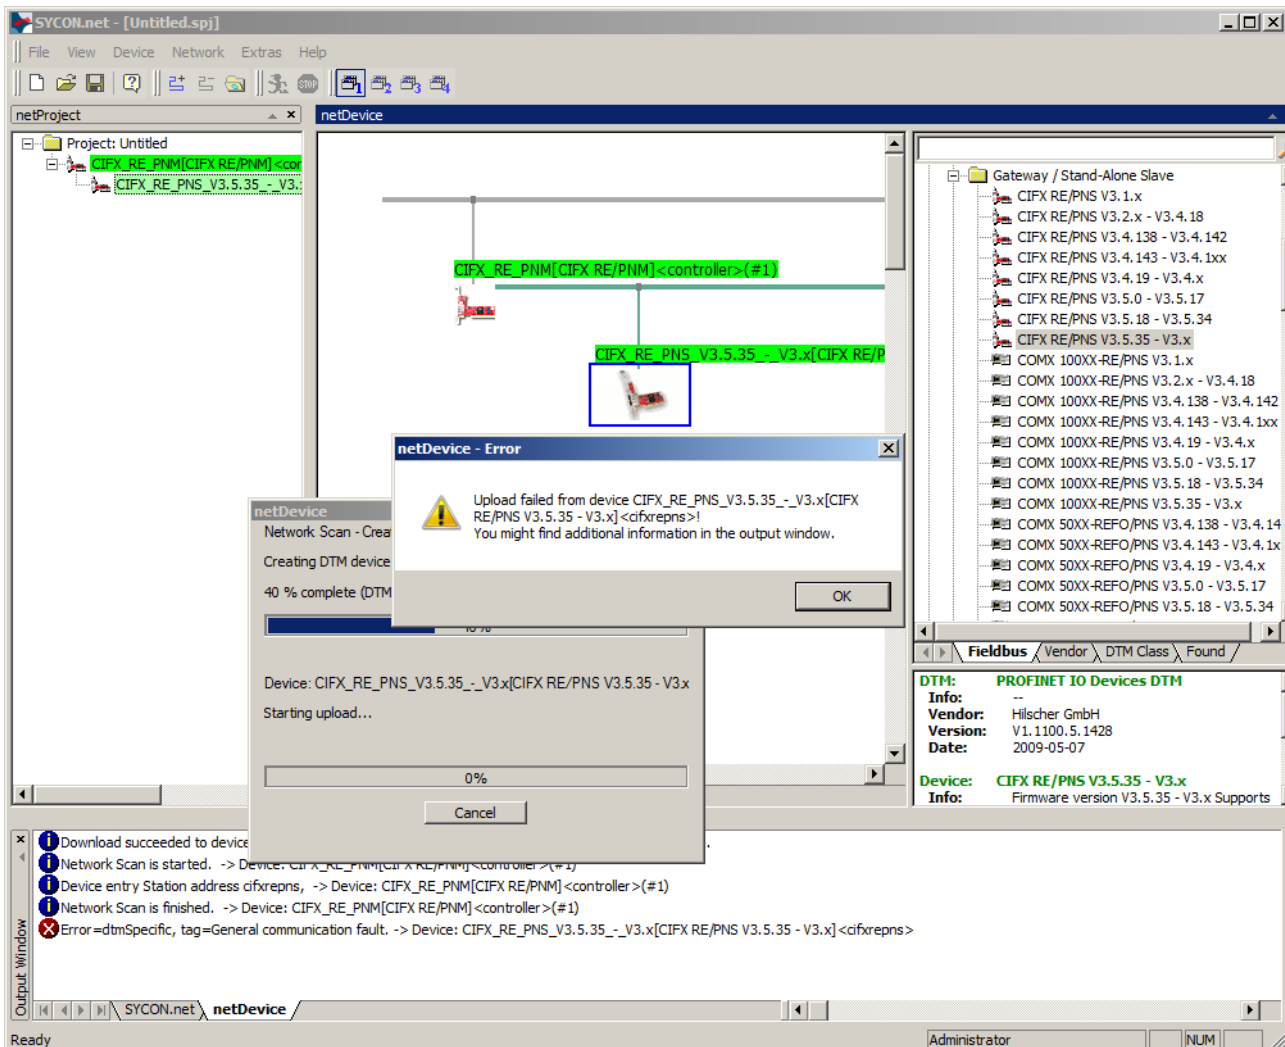 SYCON.net - [Untitled.spj]
File View Device Network Extras Help
netProject
netDevice
Project: Untitled
CIFX_RE_PNM[CIFX RE/PNM]<con
CIFX_RE_PNS_V3.5.35_-_V3.
CIFX_RE_PNM[CIFX RE/PNM]<controller>(#1)
CIFX_RE_PNS_V3.5.35_-_V3.x[CIFX RE/P
Gateway / Stand-Alone Slave
CIFX RE/PNS V3.1.x
CIFX RE/PNS V3.2.x - V3.4.18
CIFX RE/PNS V3.4.138 - V3.4.142
CIFX RE/PNS V3.4.143 - V3.4.1xx
CIFX RE/PNS V3.4.19 - V3.4.x
CIFX RE/PNS V3.5.0 - V3.5.17
CIFX RE/PNS V3.5.18 - V3.5.34
CIFX RE/PNS V3.5.35 - V3.x
COMX 100XX-RE/PNS V3.1.x
COMX 100XX-RE/PNS V3.2.x - V3.4.18
COMX 100XX-RE/PNS V3.4.138 - V3.4.142
COMX 100XX-RE/PNS V3.4.143 - V3.4.1xx
COMX 100XX-RE/PNS V3.4.19 - V3.4.x
COMX 100XX-RE/PNS V3.5.0 - V3.5.17
COMX 100XX-RE/PNS V3.5.18 - V3.5.34
COMX 100XX-RE/PNS V3.5.35 - V3.x
COMX 50XX-REFO/PNS V3.4.138 - V3.4.14
COMX 50XX-REFO/PNS V3.4.143 - V3.4.1x
COMX 50XX-REFO/PNS V3.4.19 - V3.4.x
COMX 50XX-REFO/PNS V3.5.0 - V3.5.17
COMX 50XX-REFO/PNS V3.5.18 - V3.5.34
Fieldbus Vendor DTM Class Found
DTM: PROFINET IO Devices DTM
Info: --
Vendor: Hilscher GmbH
Version: V1.1100.5.1428
Date: 2009-05-07
Device: CIFX RE/PNS V3.5.35 - V3.x
Info: Firmware version V3.5.35 - V3.x Supports
netDevice - Error
Upload failed from device CIFX_RE_PNS_V3.5.35_-_V3.x[CIFX
RE/PNS V3.5.35 - V3.x]<cifxrepns>!
You might find additional information in the output window.
OK
netDevice
Network Scan - Crea
Creating DTM device
40 % complete (DTM
Device: CIFX_RE_PNS_V3.5.35_-_V3.x[CIFX RE/PNS V3.5.35 - V3.x
Starting upload...
0%
Cancel
Download succeeded to device
Network Scan is started. -> Device: CIFX_RE_PNM[CIFX RE/PNM]<controller>(#1)
Device entry Station address cifxrepns, -> Device: CIFX_RE_PNM[CIFX RE/PNM]<controller>(#1)
Network Scan is finished. -> Device: CIFX_RE_PNM[CIFX RE/PNM]<controller>(#1)
Error=dtmSpecific, tag=General communication fault. -> Device: CIFX_RE_PNS_V3.5.35_-_V3.x[CIFX RE/PNS V3.5.35 - V3.x]<cifxrepns>
Output Window
SYCON.net netDevice
Ready
Administrator
NUM